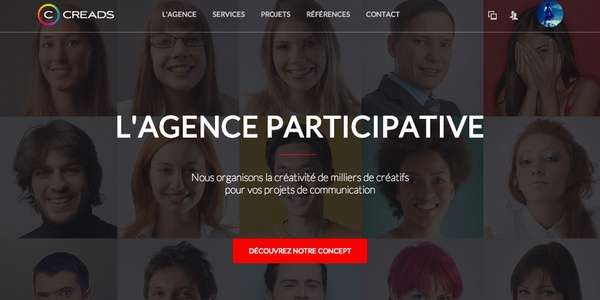 C CREADS L'AGENCE SERVICES PROJETS RÉFÉRENCES CONTACT
L'AGENCE PARTICIPATIVE
Nous organisons la créativité de milliers de créatifs
pour vos projets de communication
DÉCOUVREZ NOTRE CONCEPT